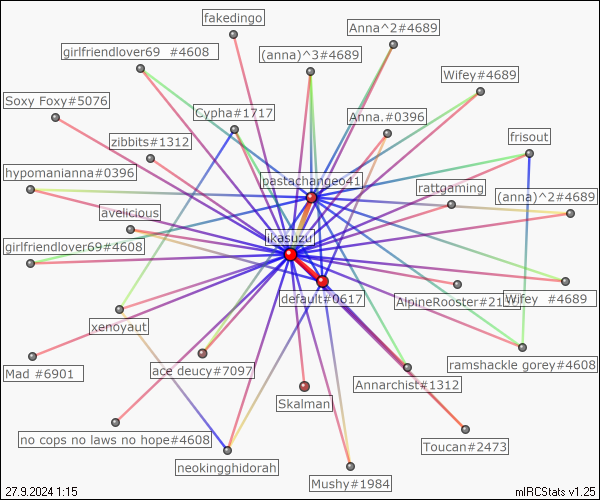 fakedingo
Anna^2#4689
girlfriendlover69 #4608
(anna)^3#4689
Wifey#4689
Soxy Foxy#5076
Cypha#1717
Anna.#0396
zibbits#1312
frisout
hypomanianna#0396
pastachangeo41
rattgaming
(anna)^2#4689
avelicious
ikasuzu
girlfriendlover69#4608
default#0617
AlpineRooster#21
Wifey #4689
xenoyaut
Mad #6901
ace deucy#7097
ramshackle gorey#4608
Annarchist#1312
Skalman
no cops no laws no hope#4608
Toucan#2473
neokingghidorah
Mushy#1984
27.9.2024 1:15
mIRCStats v1.25